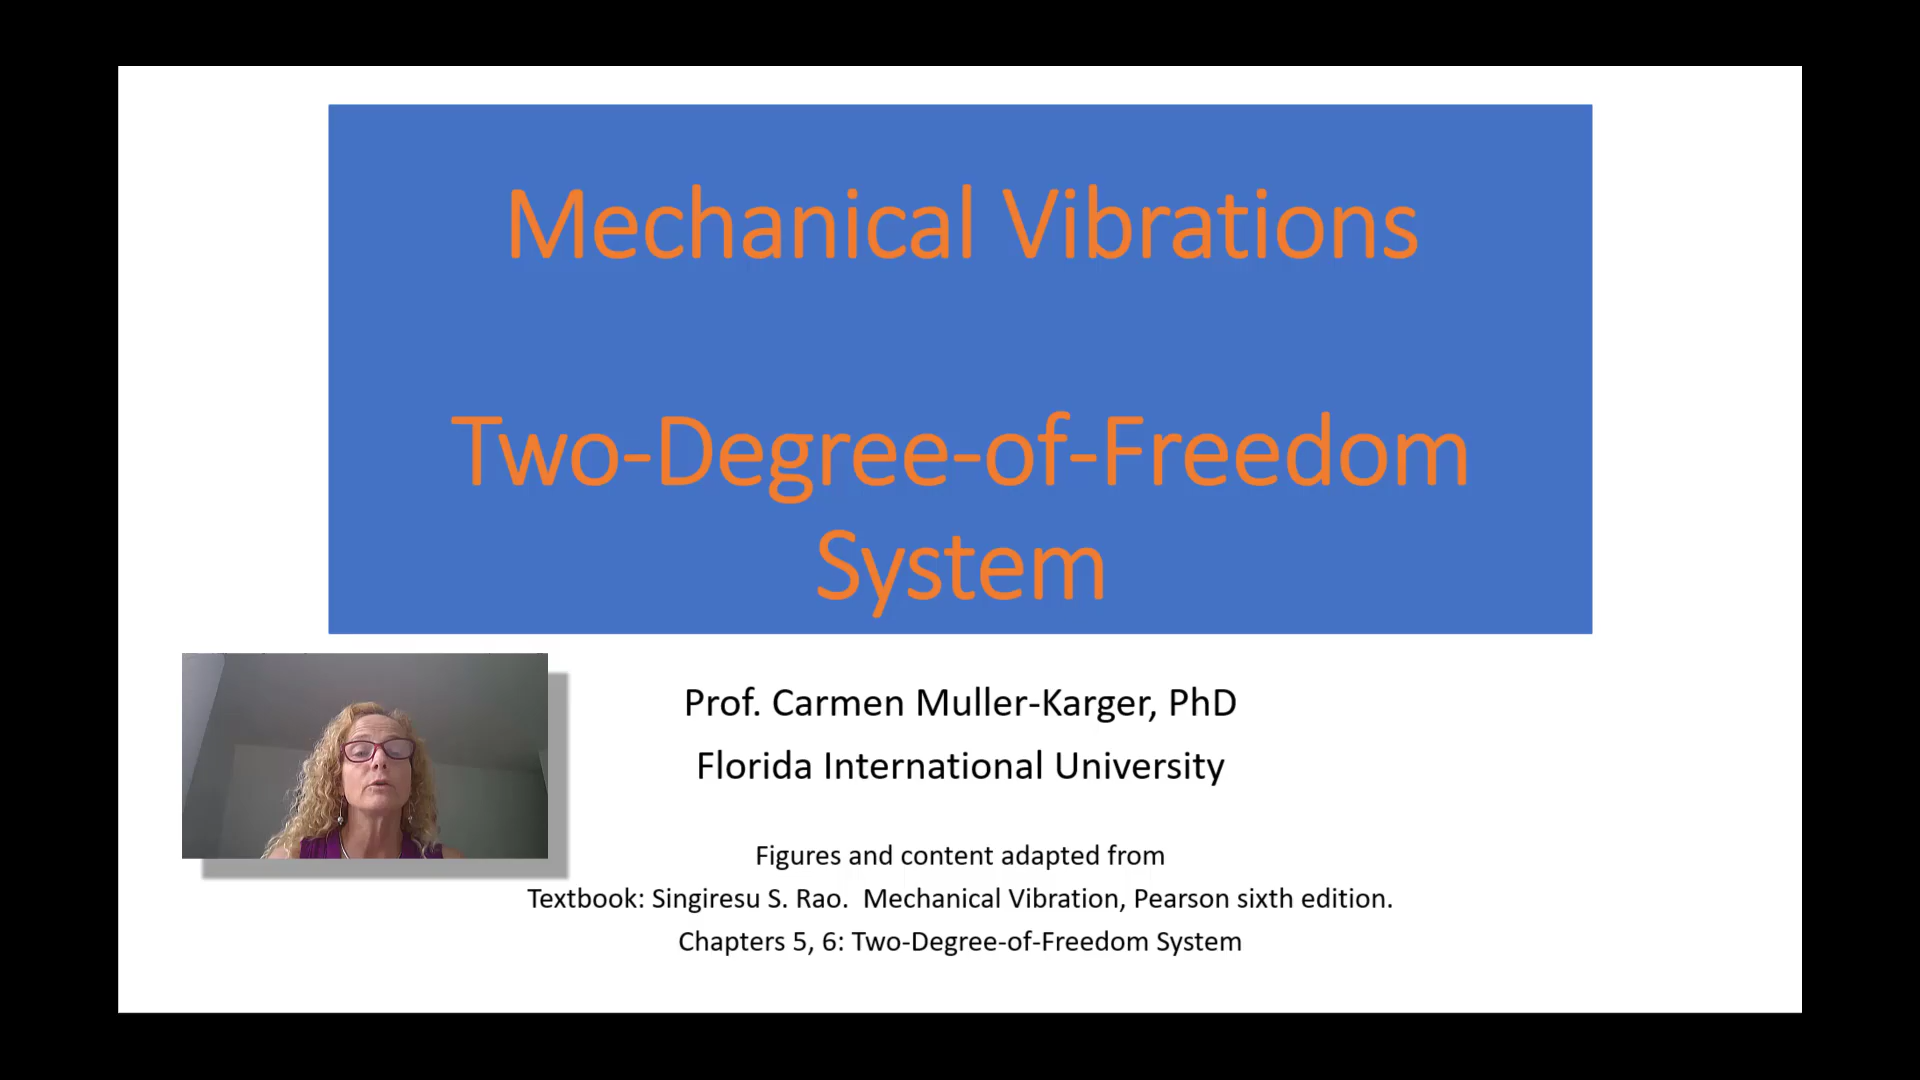 Mechanical Vibrations
Two-Degree-of-Freedom
System
Prof. Carmen Muller-Karger, PhD
Florida International University
Figures and content adapted from
Textbook: Singiresu S. Rao.  Mechanical Vibration, Pearson sixth edition.
Chapters 5, 6: Two-Degree-of-Freedom System